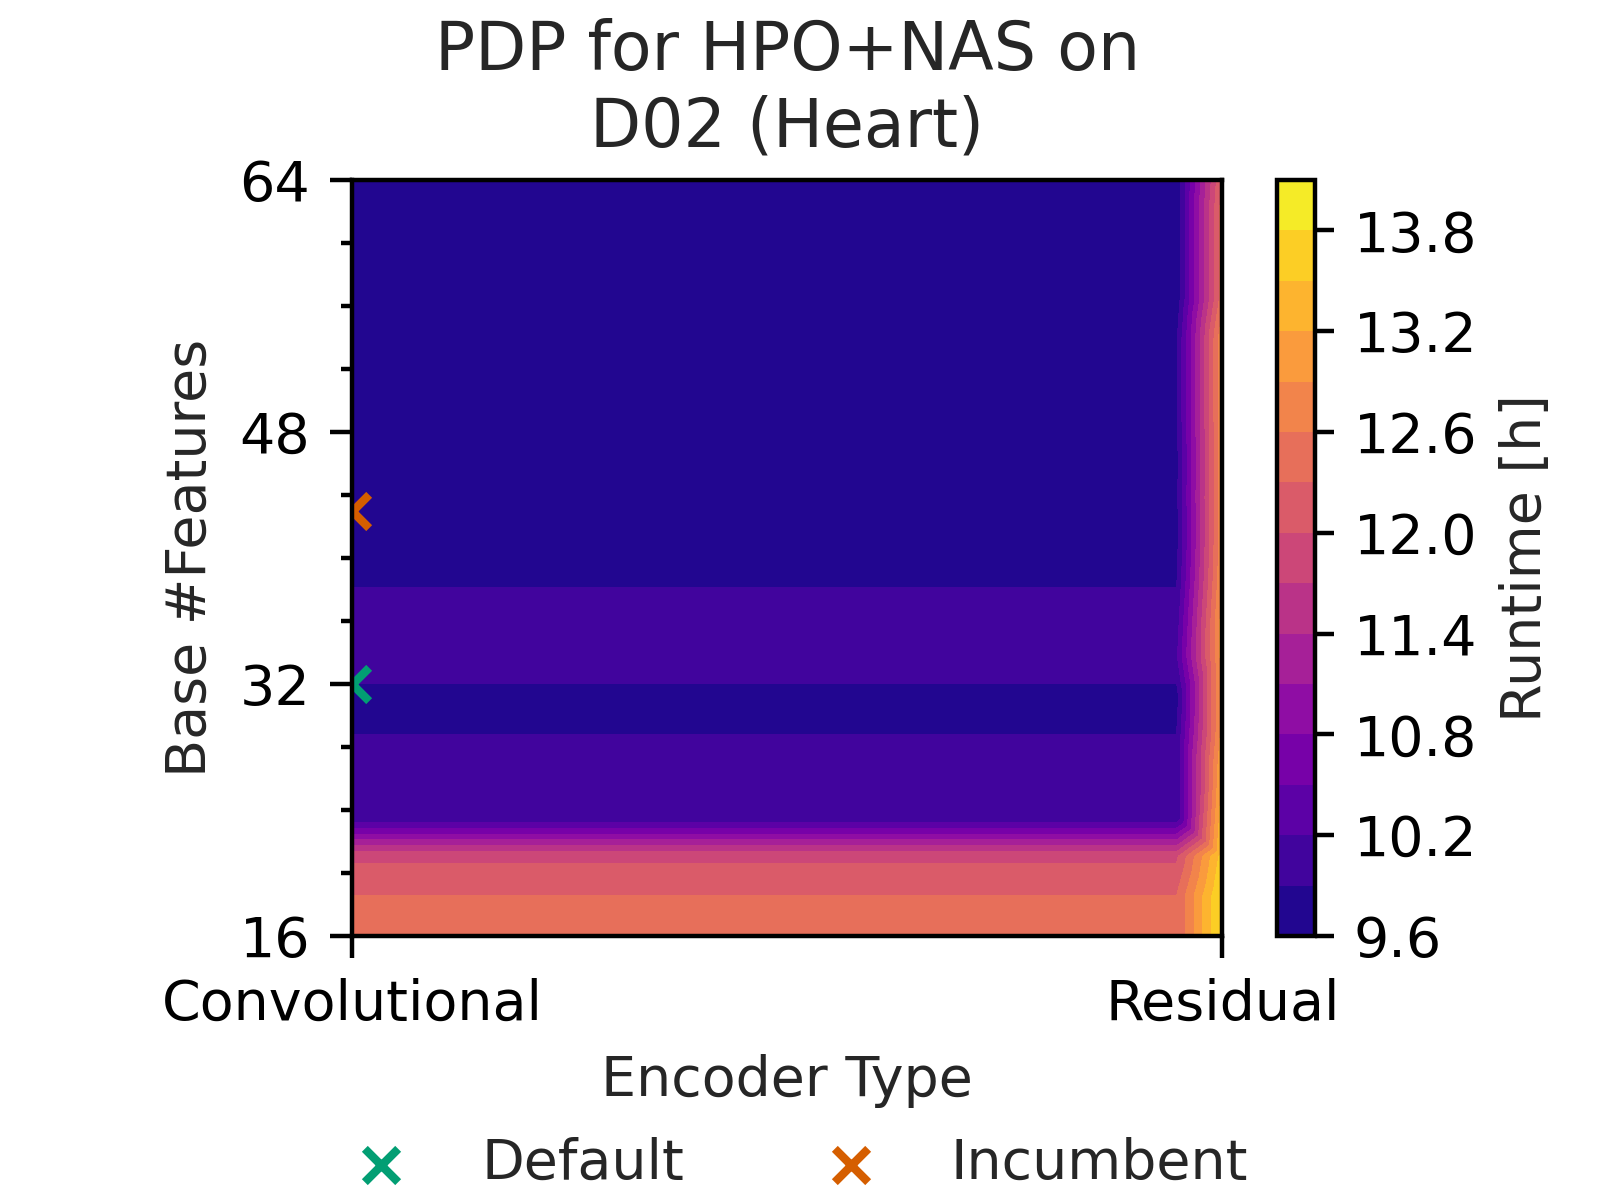 PDP for HPO+NAS on
D02 (Heart)
Base #Features
64
48
32
16
Convolutional
Residual
Encoder Type
13.8
13.2
12.6
12.0
11.4
10.8
10.2
9.6
Runtime [h]
Default
Incumbent